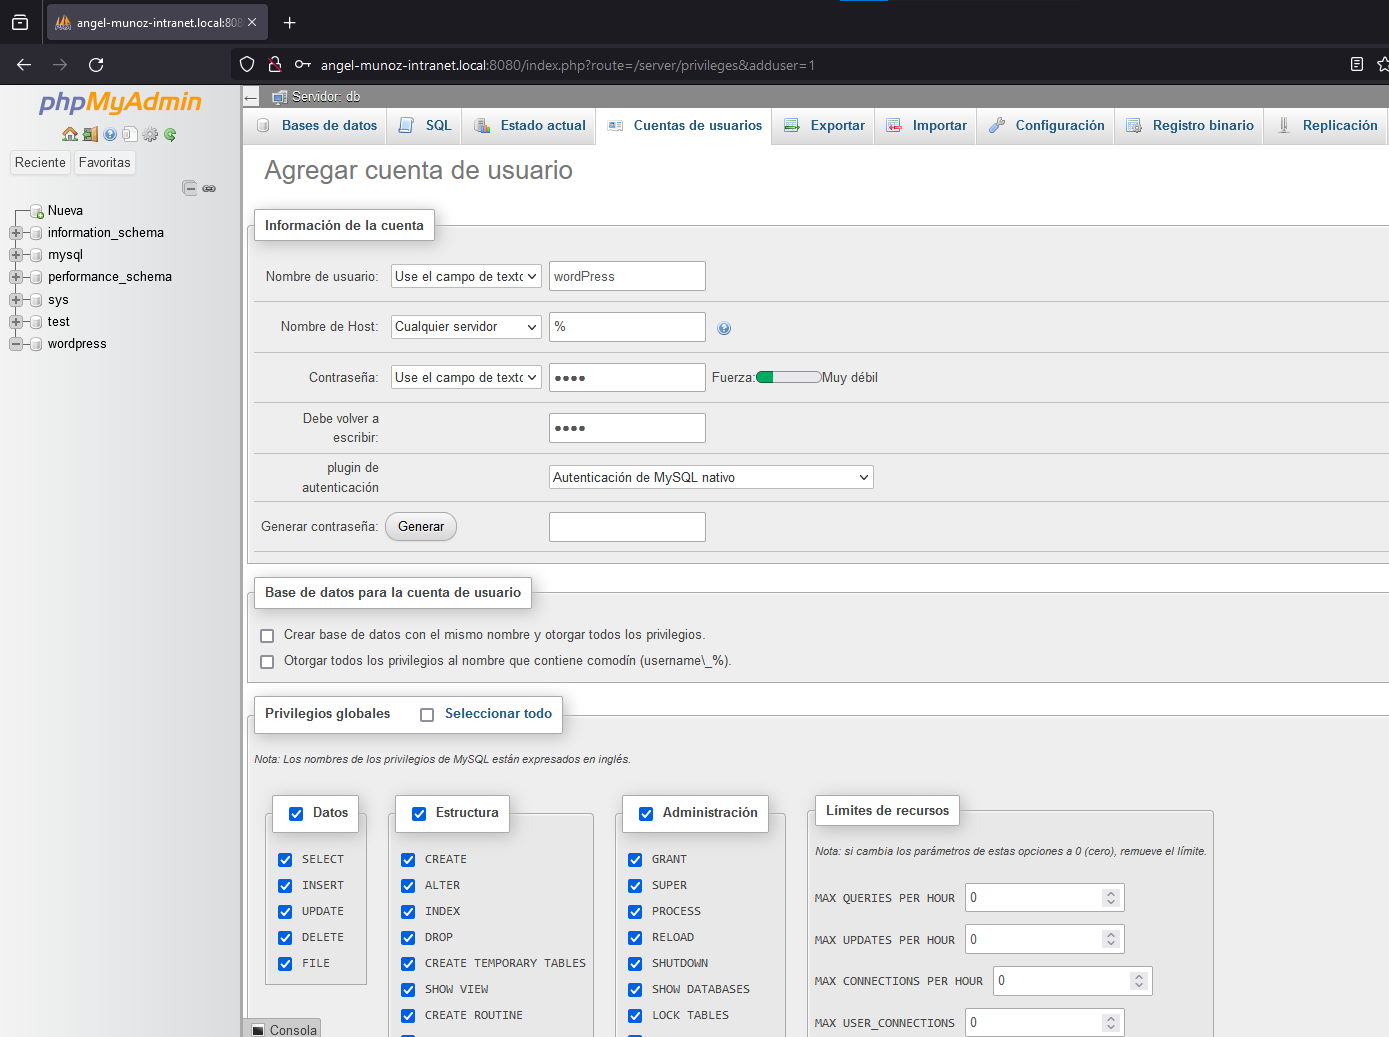 angel-munoz-intranet.local:808
angel-munoz-intranet.local:8080/index.php?route=/server/privileges&adduser=1
phpMyAdmin
Reciente
Favoritas
Nueva
information_schema
mysql
performance_schema
sys
test
wordpress
Servidor: db
Bases de datos
SQL
Estado actual
Cuentas de usuarios
Exportar
Importar
Configuración
Registro binario
Replicación
Agregar cuenta de usuario
Información de la cuenta
Nombre de usuario:
Use el campo de texto
wordPress
Nombre de Host:
Cualquier servidor
%
Contraseña:
Use el campo de texto
●●●●
Fuerza:
Muy débil
Debe volver a
escribir:
●●●●
plugin de
autenticación
Autenticación de MySQL nativo
Generar contraseña:
Generar
Base de datos para la cuenta de usuario
Crear base de datos con el mismo nombre y otorgar todos los privilegios.
Otorgar todos los privilegios al nombre que contiene comodín (username\_%).
Privilegios globales
Seleccionar todo
Nota: Los nombres de los privilegios de MySQL están expresados en inglés.
Datos
SELECT
INSERT
UPDATE
DELETE
FILE
Estructura
CREATE
ALTER
INDEX
DROP
CREATE TEMPORARY TABLES
SHOW VIEW
CREATE ROUTINE
Administración
GRANT
SUPER
PROCESS
RELOAD
SHUTDOWN
SHOW DATABASES
LOCK TABLES
Límites de recursos
Nota: si cambia los parámetros de estas opciones a 0 (cero), remueve el límite.
MAX QUERIES PER HOUR 0
MAX UPDATES PER HOUR 0
MAX CONNECTIONS PER HOUR 0
MAX USER_CONNECTIONS 0
Consola